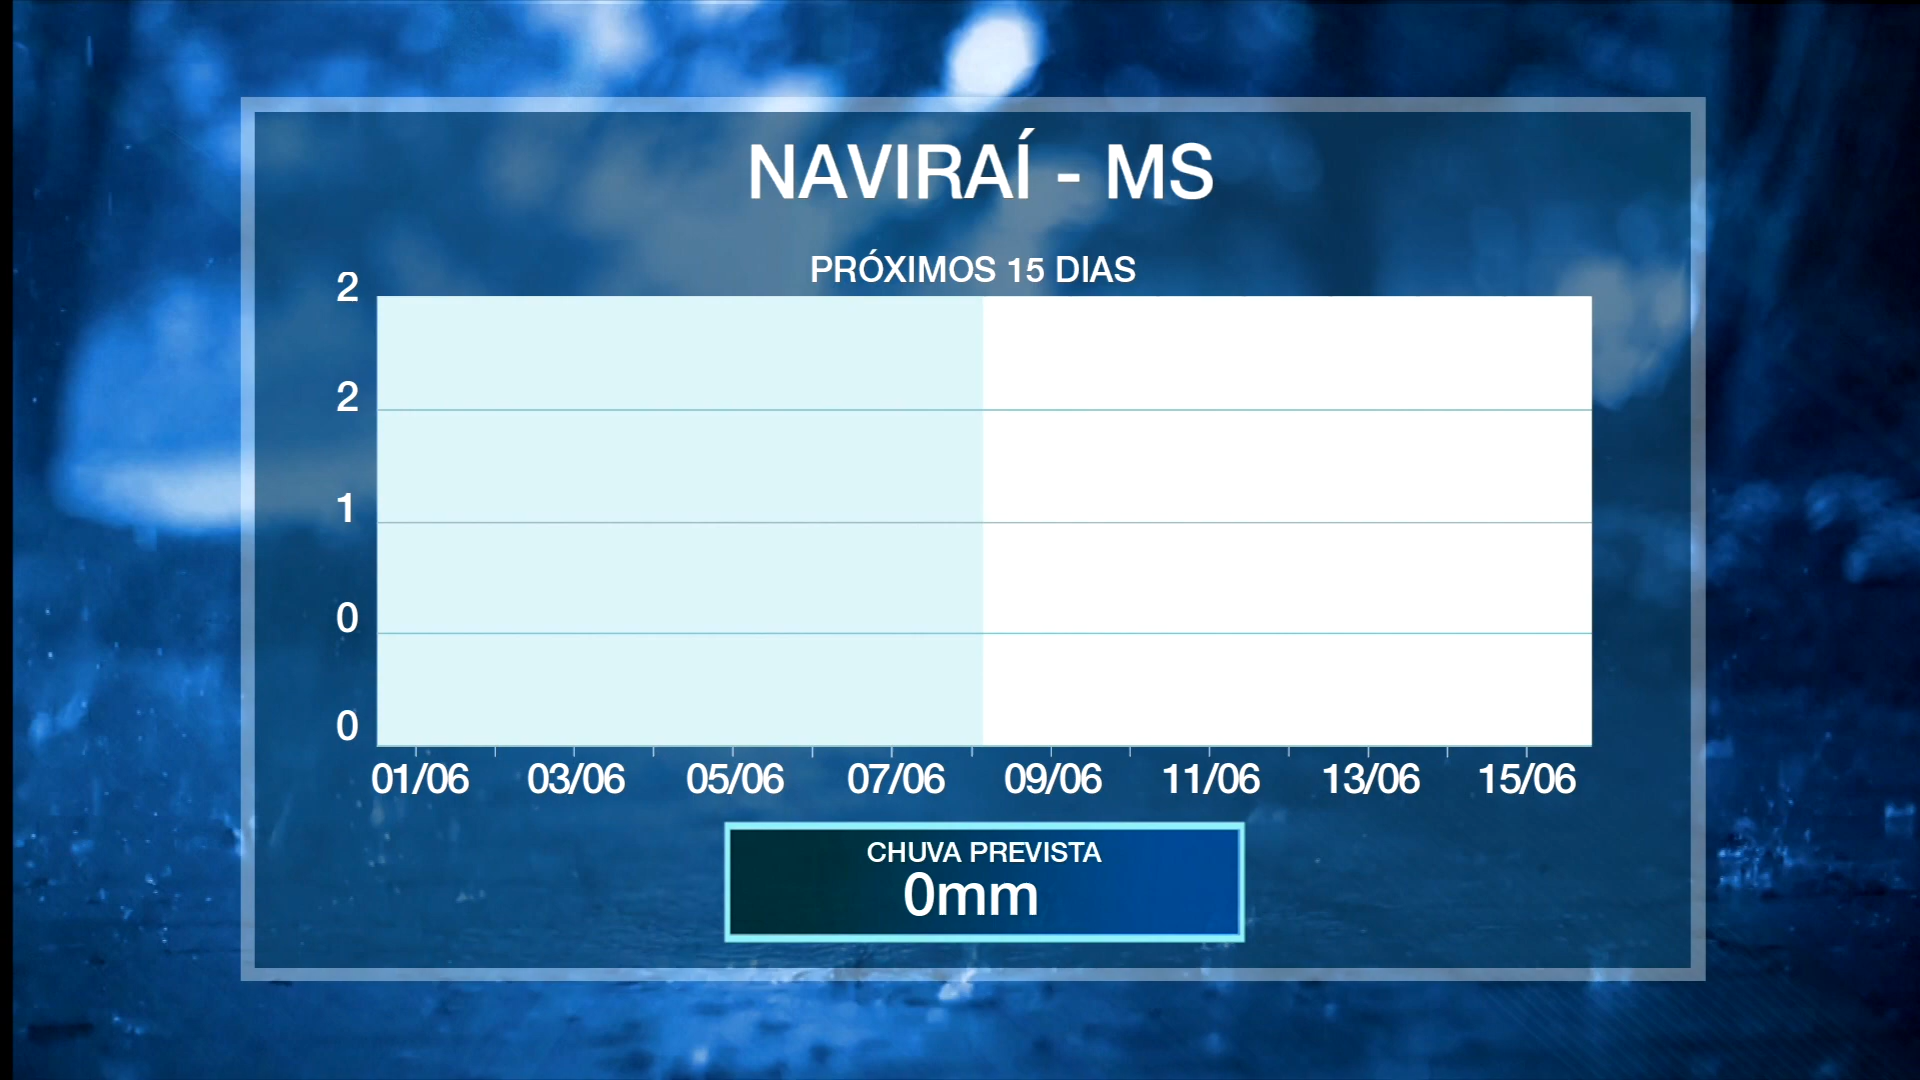 NAVIRAÍ - MS
PRÓXIMOS 15 DIAS
2
2
1
0
0
01/06 03/06 05/06 07/06 09/06 11/06 13/06 15/06
CHUVA PREVISTA
0mm